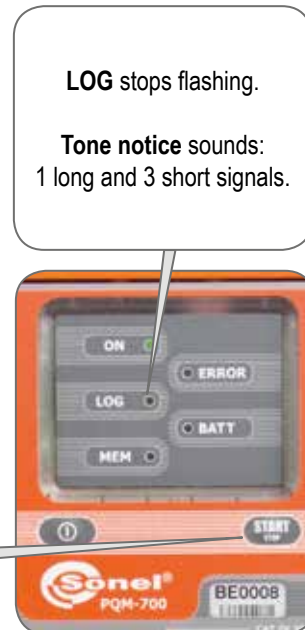 LOG stops flashing.
Tone notice sounds:
1 long and 3 short signals.
ON
ERROR
LOG
BATT
MEM
START
STOP
Sonel®
PQM-700
BE0008